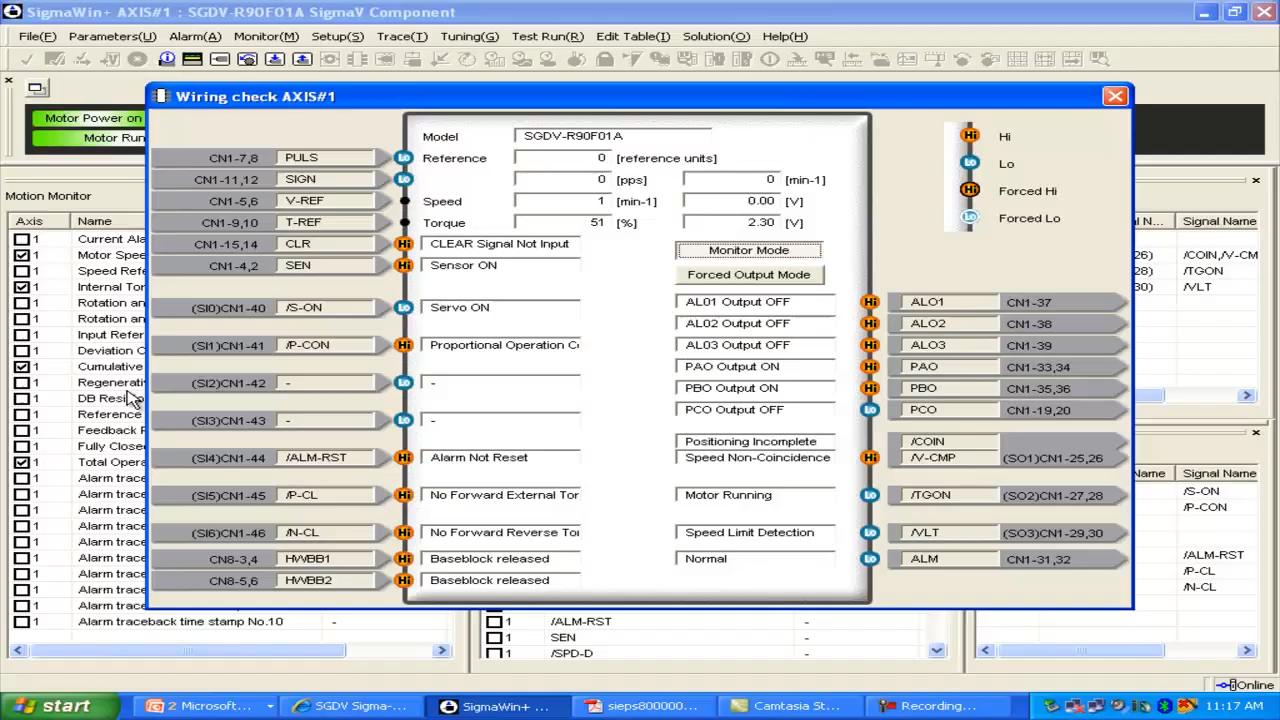 SigmaWin+ AXIS#1 : SGDV-R90F01A SigmaV Component
File(F) Parameters(U) Alarm(A) Monitor(M) Setup(S) Trace(T) Tuning(G) Test Run(R) Edit Table(I) Solution(O) Help(H)
Wiring check AXIS#1
Motor Power on
Motor Run
Motion Monitor
Axis Name
1 Current Ala
1 Motor Spee
1 Speed Refe
1 Internal Tor
1 Rotation an
1 Rotation an
1 Input Refer
1 Deviation C
1 Cumulative
1 Regenerativ
1 DB Resi
1 Reference
1 Feedback F
1 Fully Closed
1 Total Opera
1 Alarm trace
1 Alarm trace
1 Alarm trace
1 Alarm trace
1 Alarm trace
1 Alarm trace
1 Alarm trace
1 Alarm trace
1 Alarm trace
1 Alarm traceback time stamp No.10 -
Model SGDV-R90F01A
CN1-7,8 PULS Lo Reference 0 [reference units]
CN1-11,12 SIGN Lo 0 [pps] 0 [min-1]
CN1-5,6 V-REF Speed 1 [min-1] 0.00 [V]
CN1-9,10 T-REF Torque 51 [%] 2.30 [V]
CN1-15,14 CLR Hi CLEAR Signal Not Input
CN1-4,2 SEN Hi Sensor ON
(SI0)CN1-40 /S-ON Lo Servo ON
(SI1)CN1-41 /P-CON Hi Proportional Operation C
(SI2)CN1-42 - Lo -
(SI3)CN1-43 - Lo -
(SI4)CN1-44 /ALM-RST Hi Alarm Not Reset
(SI5)CN1-45 /P-CL Hi No Forward External Tor
(SI6)CN1-46 /N-CL Hi No Forward Reverse To
CN8-3,4 HWBB1 Hi Baseblock released
CN8-5,6 HWBB2 Hi Baseblock released
Monitor Mode
Forced Output Mode
AL01 Output OFF Hi ALO1 CN1-37
AL02 Output OFF Hi ALO2 CN1-38
AL03 Output OFF Hi ALO3 CN1-39
PAO Output ON Hi PAO CN1-33,34
PBO Output ON Hi PBO CN1-35,36
PCO Output OFF Lo PCO CN1-19,20
Positioning Incomplete /COIN
Speed Non-Coincidence Hi /V-CMP (SO1)CN1-25,26
Motor Running Lo /TGON (SO2)CN1-27,28
Speed Limit Detection Lo /VLT (SO3)CN1-29,30
Normal Lo ALM CN1-31,32
Hi Hi
Lo Lo
Hi Forced Hi
Lo Forced Lo
l N... Signal Name
26) /COIN,/V-CM
28) /TGON
30) /VLT
Name Signal Name
/S-ON
/P-CON
/ALM-RST
/P-CL
/N-CL
1 /ALM-RST -
1 SEN -
1 /SPD-D -
Online
start 2 Microsoft... SGDV Sigma-... SigmaWin+ ... sieps800000... Camtasia St... Recording... 11:17 AM